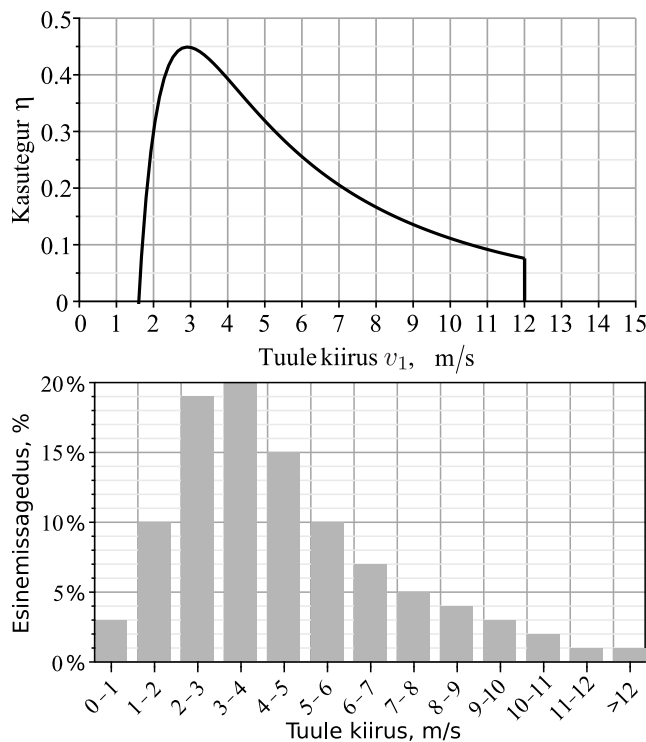 0.5
0.4
0.3
0.2
0.1
0
Kasutegur η
0 1 2 3 4 5 6 7 8 9 10 11 12 13 14 15
Tuule kiirus v₁, m/s
20%
15%
10%
5%
0%
Esinemissagedus, %
0-1 1-2 2-3 3-4 4-5 5-6 6-7 7-8 8-9 9-10 10-11 11-12 >12
Tuule kiirus, m/s